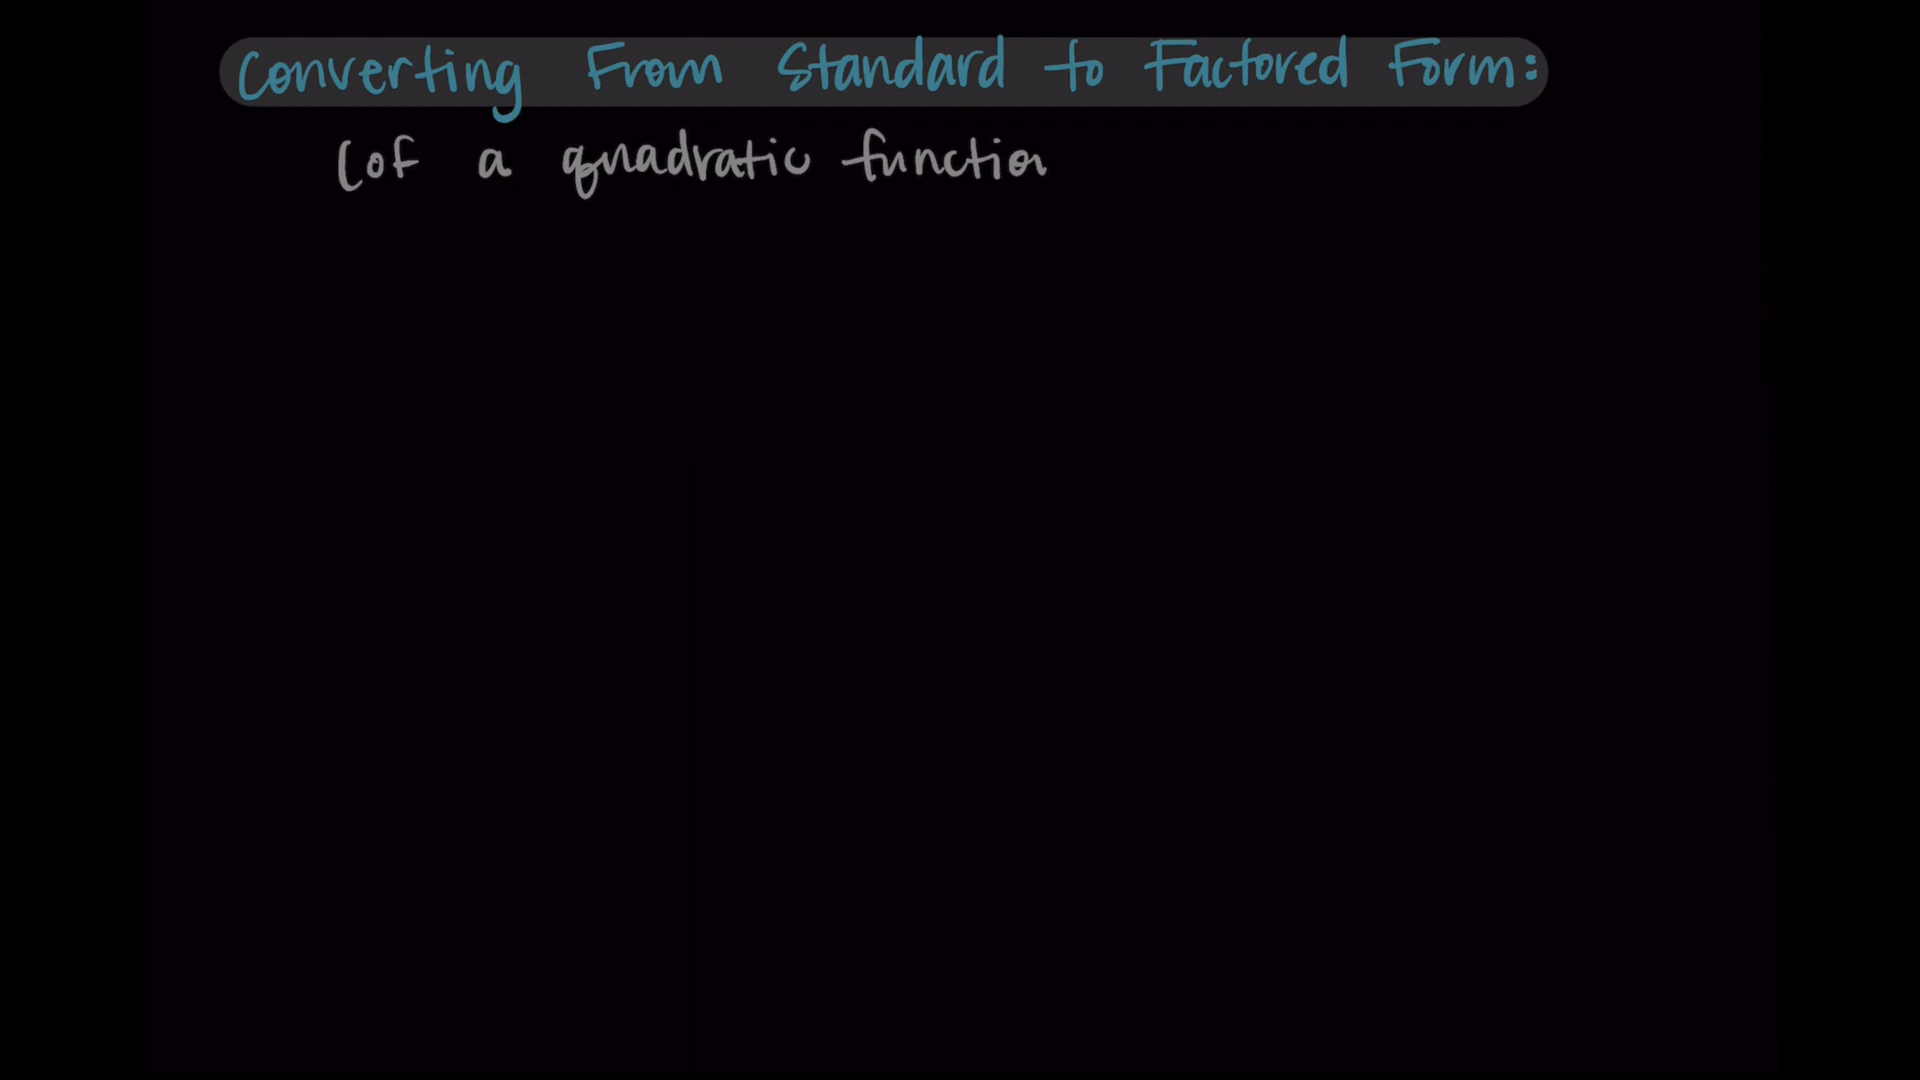 Converting From Standard to Factored Form:
(of a quadratic function